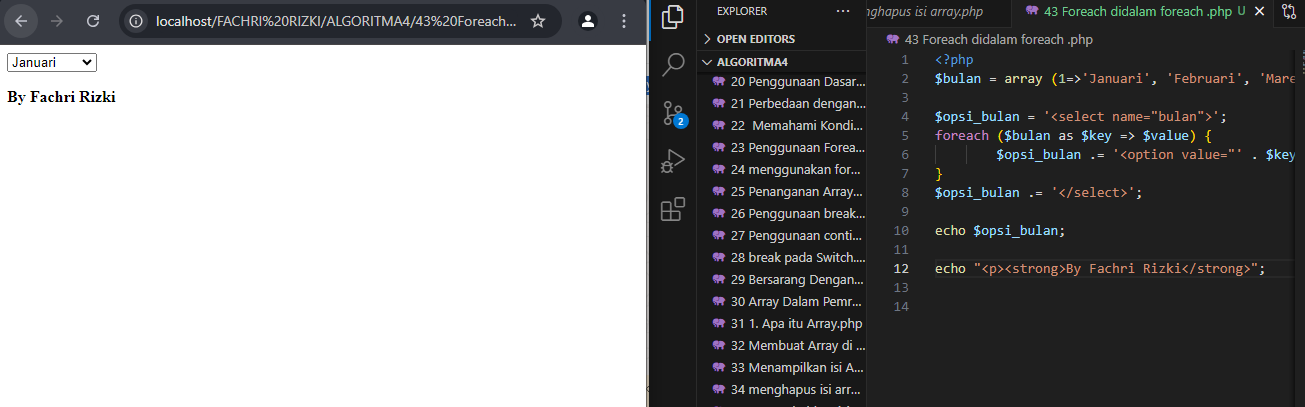 localhost/FACHRI%20RIZKI/ALGORITMA4/43%20Foreach...
Januari
By Fachri Rizki
EXPLORER
OPEN EDITORS
ALGORITMA4
20 Penggunaan Dasar...
21 Perbedaan dengan...
22 Memahami Kondi...
23 Penggunaan Forea...
24 menggunakan for...
25 Penanganan Array...
26 Penggunaan break...
27 Penggunaan conti...
28 break pada Switch....
29 Bersarang Dengan...
30 Array Dalam Pemr...
31 1. Apa itu Array.php
32 Membuat Array di ...
33 Menampilkan isi A...
34 menghapus isi arr...
2
nghapus isi array.php
43 Foreach didalam foreach .php U
43 Foreach didalam foreach .php
1 <?php
2 $bulan = array (1=>'Januari', 'Februari', 'Mare
3
4 $opsi_bulan = '<select name="bulan">';
5 foreach ($bulan as $key => $value) {
6 $opsi_bulan .= '<option value="' . $key
7 }
8 $opsi_bulan .= '</select>';
9
10 echo $opsi_bulan;
11
12 echo "<p><strong>By Fachri Rizki</strong>";
13
14